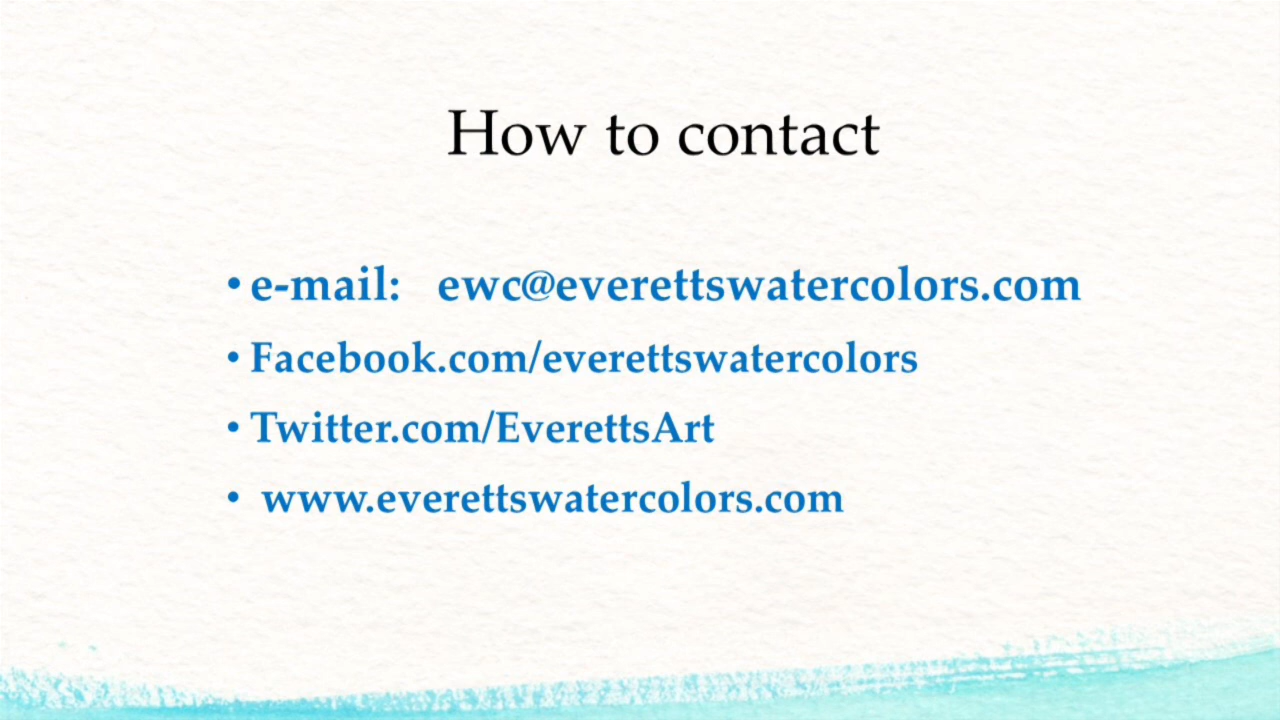 How to contact
• e-mail: ewc@everettswatercolors.com
• Facebook.com/everettswatercolors
• Twitter.com/EverettsArt
• www.everettswatercolors.com